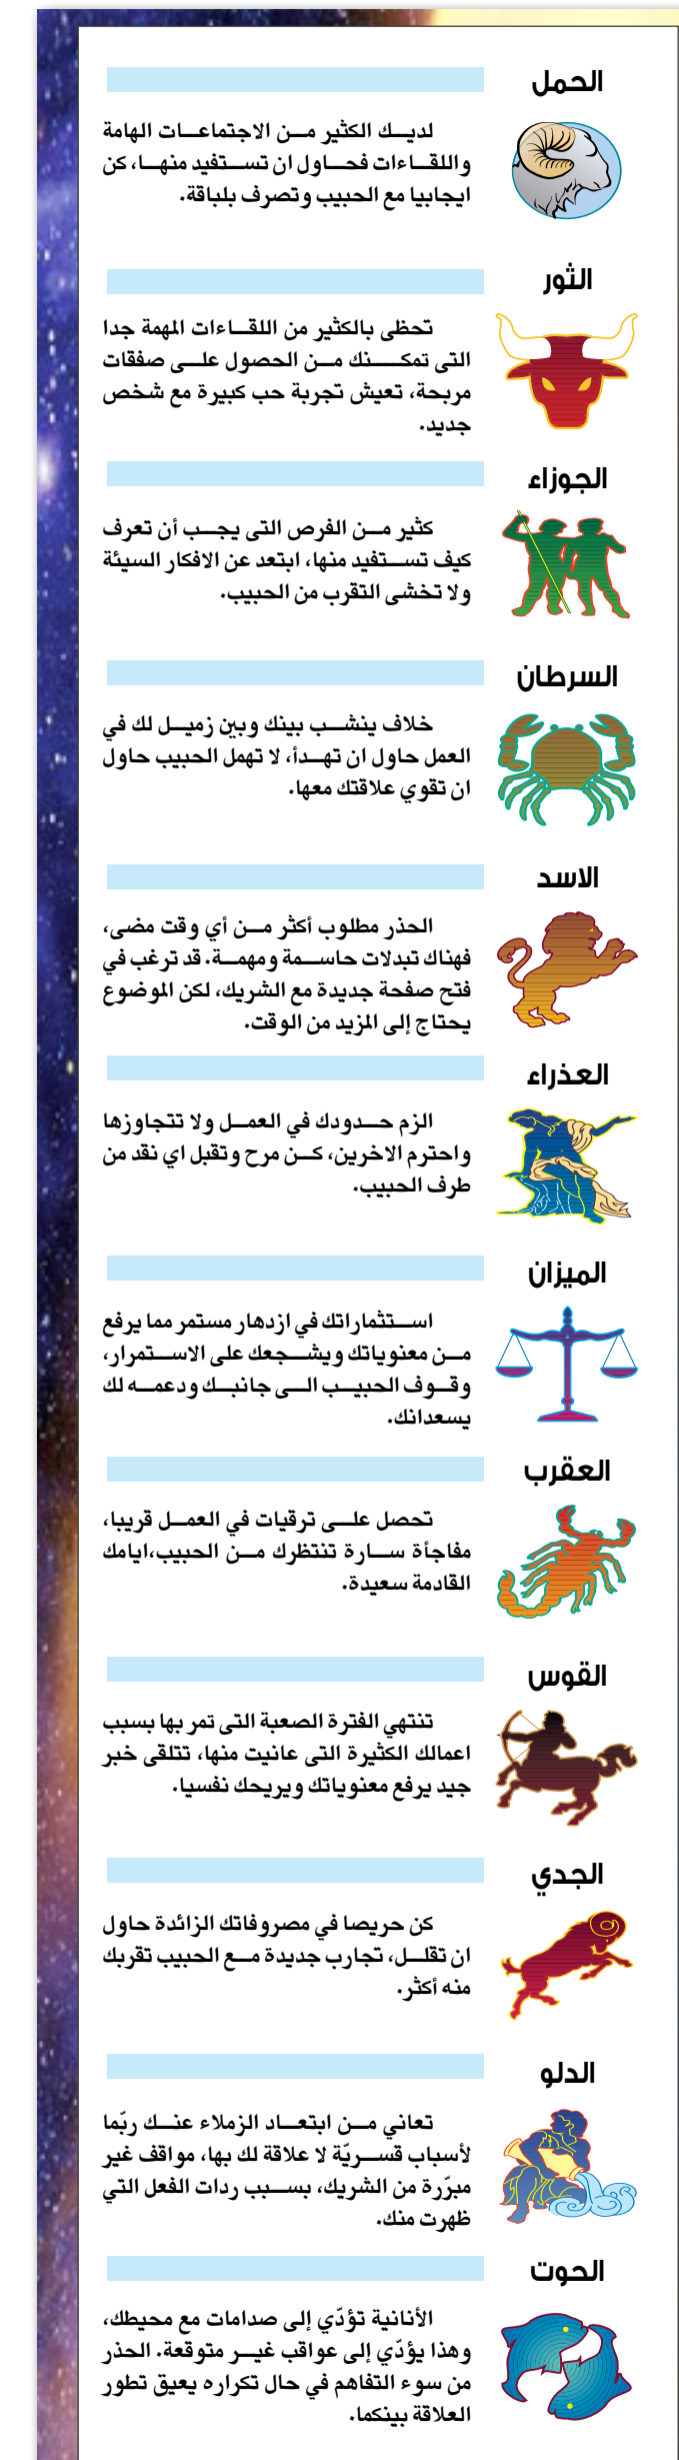 الحمل
لديك الكثير من الاجتماعات الهامة
واللقاءات فحاول ان تستفيد منها، كن
ايجابيا مع الحبيب وتصرف بلباقة.
الثور
تحظى بالكثير من اللقاءات المهمة جدا
التى تمكنك من الحصول على صفقات
مربحة، تعيش تجربة حب كبيرة مع شخص
جديد.
الجوزاء
كثير من الفرص التى يجب أن تعرف
كيف تستفيد منها، ابتعد عن الافكار السيئة
ولا تخشى التقرب من الحبيب.
السرطان
خلاف ينشب بينك وبين زميل لك في
العمل حاول ان تهدأ، لا تهمل الحبيب حاول
ان تقوي علاقتك معها.
الاسد
الحذر مطلوب أكثر من أي وقت مضى،
فهناك تبدلات حاسمة ومهمة. قد ترغب في
فتح صفحة جديدة مع الشريك، لكن الموضوع
يحتاج إلى المزيد من الوقت.
العذراء
الزم حدودك في العمل ولا تتجاوزها
واحترم الاخرين، كن مرح وتقبل اي نقد من
طرف الحبيب.
الميزان
استثماراتك في ازدهار مستمر مما يرفع
من معنوياتك ويشجعك على الاستمرار،
وقوف الحبيب الى جانبك ودعمه لك
يسعدانك.
العقرب
تحصل على ترقيات في العمل قريبا،
مفاجأة سارة تنتظرك من الحبيب،ايامك
القادمة سعيدة.
القوس
تنتهي الفترة الصعبة التى تمر بها بسبب
اعمالك الكثيرة التى عانيت منها، تتلقى خبر
جيد يرفع معنوياتك ويريحك نفسيا.
الجدي
كن حريصا في مصروفاتك الزائدة حاول
ان تقلل، تجارب جديدة مع الحبيب تقربك
منه أكثر.
الدلو
تعاني من ابتعاد الزملاء عنك ربّما
لأسباب قسريّة لا علاقة لك بها، مواقف غير
مبرّرة من الشريك، بسبب ردات الفعل التي
ظهرت منك.
الحوت
الأنانية تؤدّي إلى صدامات مع محيطك،
وهذا يؤدّي إلى عواقب غير متوقعة. الحذر
من سوء التفاهم في حال تكراره يعيق تطور
العلاقة بينكما.